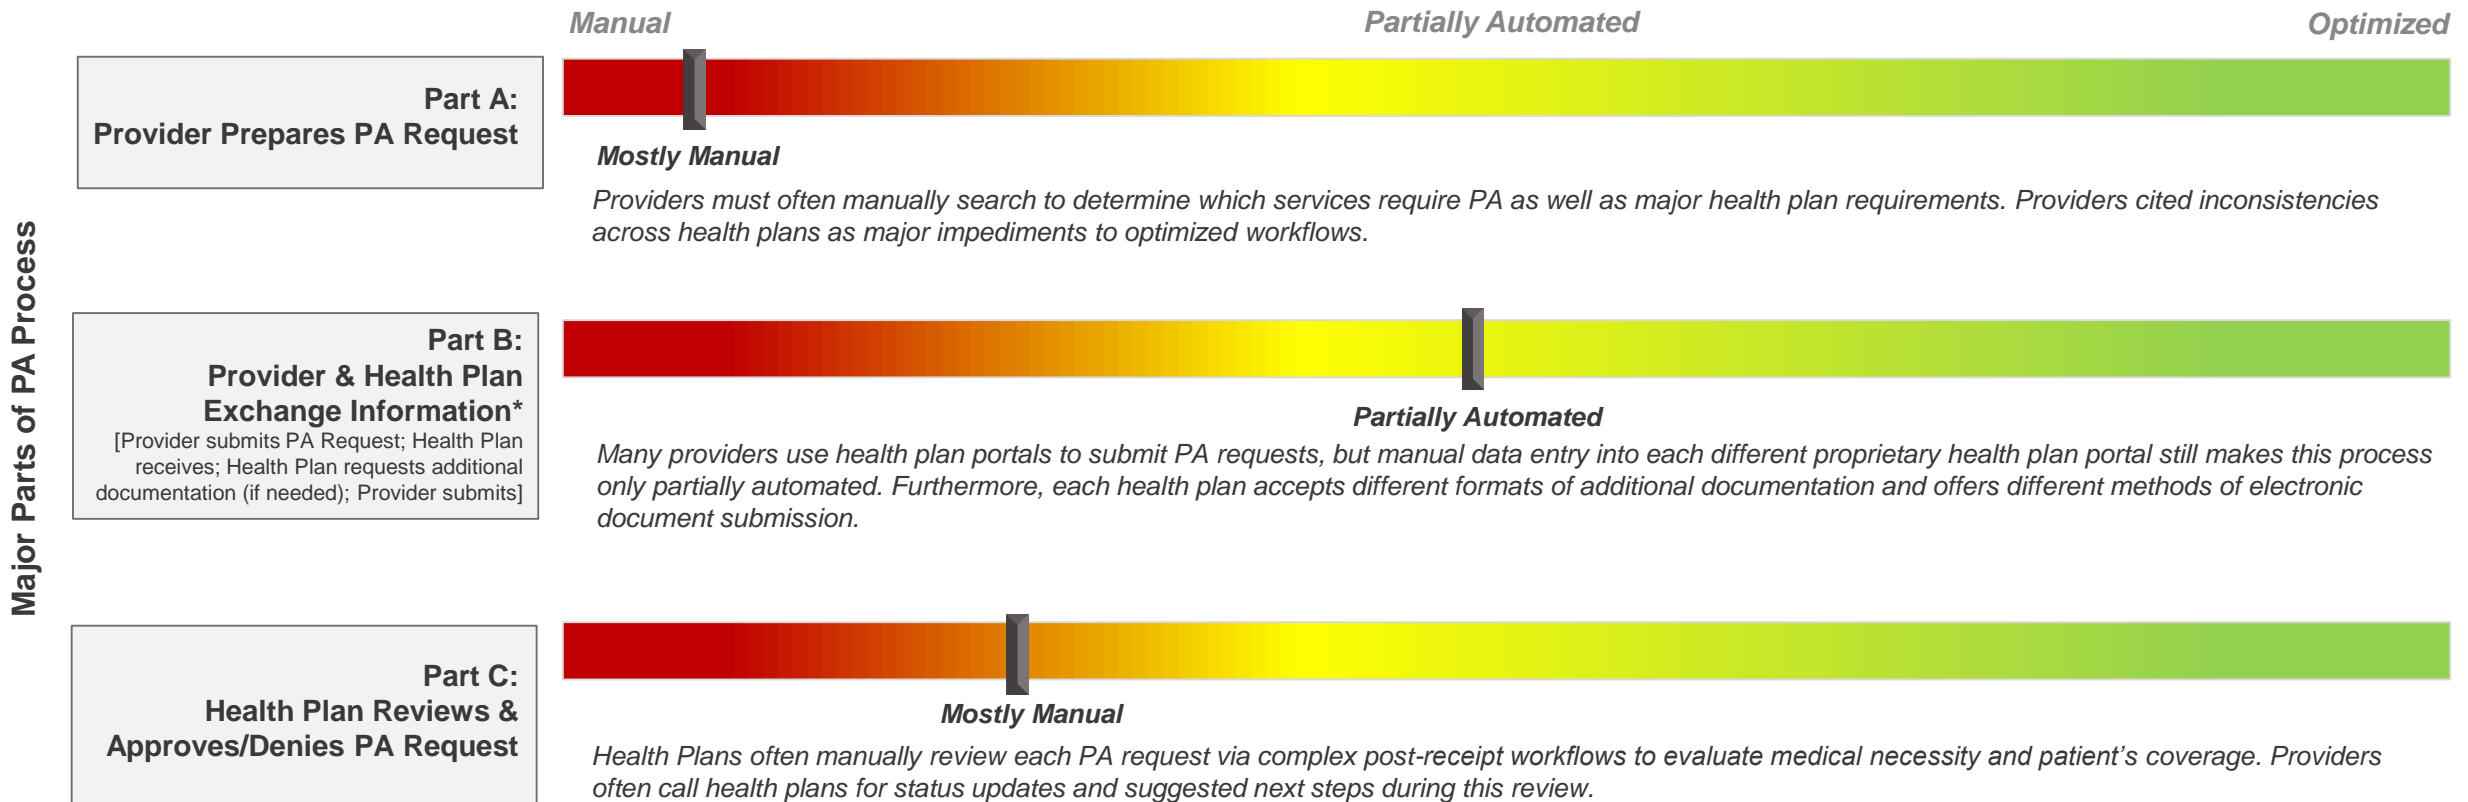 Manual
Partially Automated
Optimized
Major Parts of PA Process
Part A:
Provider Prepares PA Request
Mostly Manual
Providers must often manually search to determine which services require PA as well as major health plan requirements. Providers cited inconsistencies
across health plans as major impediments to optimized workflows.
Part B:
Provider & Health Plan
Exchange Information*
[Provider submits PA Request; Health Plan
receives; Health Plan requests additional
documentation (if needed); Provider submits]
Partially Automated
Many providers use health plan portals to submit PA requests, but manual data entry into each different proprietary health plan portal still makes this process
only partially automated. Furthermore, each health plan accepts different formats of additional documentation and offers different methods of electronic
document submission.
Part C:
Health Plan Reviews &
Approves/Denies PA Request
Mostly Manual
Health Plans often manually review each PA request via complex post-receipt workflows to evaluate medical necessity and patient’s coverage. Providers
often call health plans for status updates and suggested next steps during this review.